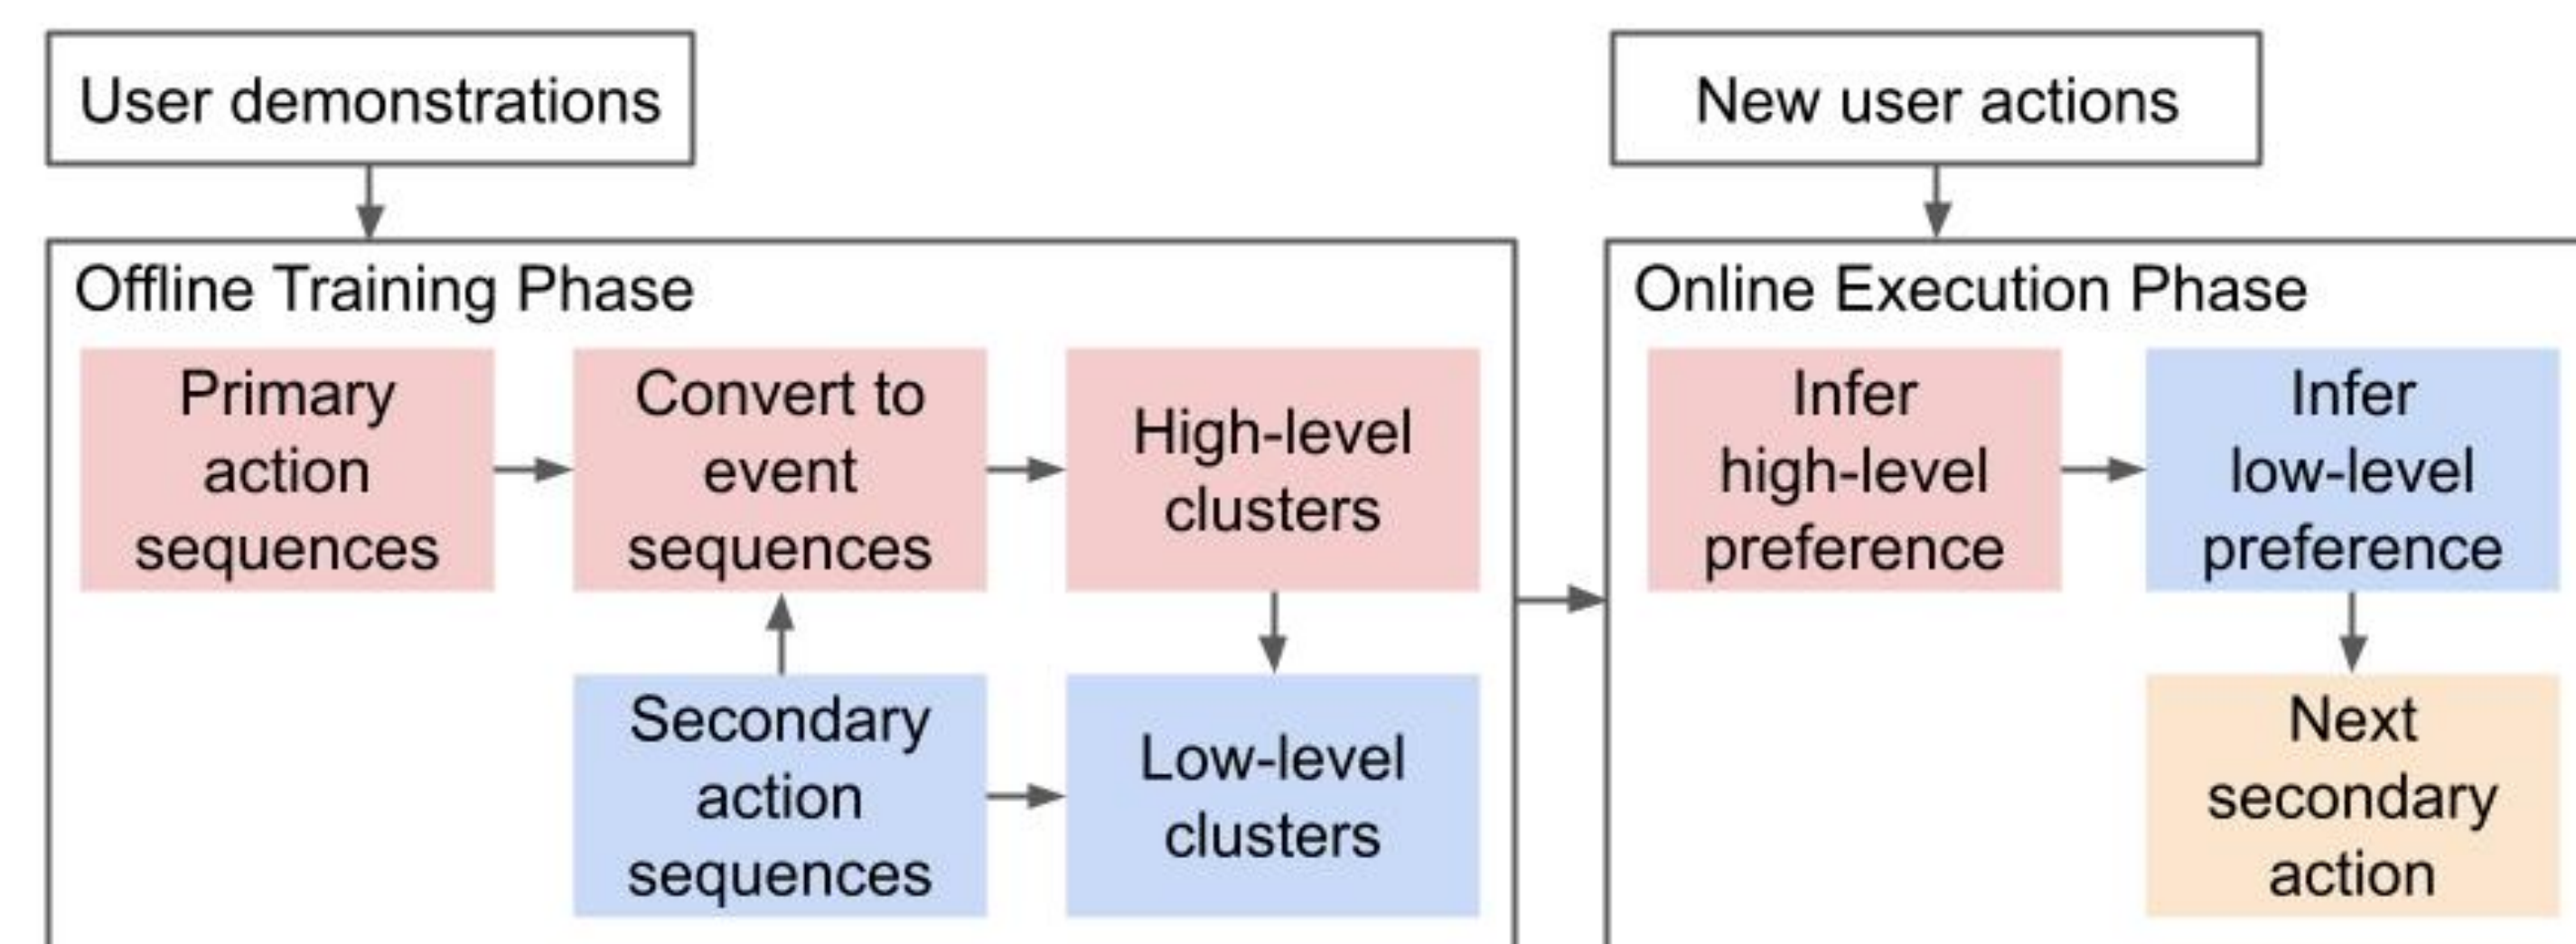 User demonstrations
New user actions
Offline Training Phase
Primary
action
sequences
Convert to
event
sequences
High-level
clusters
Secondary
action
sequences
Low-level
clusters
Online Execution Phase
Infer
high-level
preference
Infer
low-level
preference
Next
secondary
action